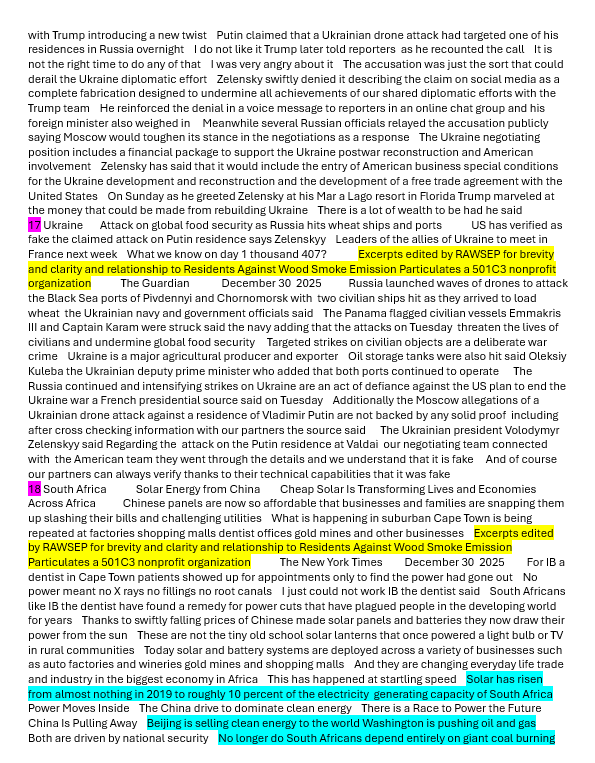 with Trump introducing a new twist Putin claimed that a Ukrainian drone attack had targeted one of his
residences in Russia overnight I do not like it Trump later told reporters as he recounted the call It is
not the right time to do any of that I was very angry about it The accusation was just the sort that could
derail the Ukraine diplomatic effort Zelensky swiftly denied it describing the claim on social media as a
complete fabrication designed to undermine all achievements of our shared diplomatic efforts with the
Trump team He reinforced the denial in a voice message to reporters in an online chat group and his
foreign minister also weighed in Meanwhile several Russian officials relayed the accusation publicly
saying Moscow would toughen its stance in the negotiations as a response The Ukraine negotiating
position includes a financial package to support the Ukraine postwar reconstruction and American
involvement Zelensky has said that it would include the entry of American business special conditions
for the Ukraine development and reconstruction and the development of a free trade agreement with the
United States On Sunday as he greeted Zelensky at his Mar a Lago resort in Florida Trump marveled at
the money that could be made from rebuilding Ukraine There is a lot of wealth to be had he said
17 Ukraine Attack on global food security as Russia hits wheat ships and ports US has verified as
fake the claimed attack on Putin residence says Zelenskyy Leaders of the allies of Ukraine to meet in
France next week What we know on day 1 thousand 407? Excerpts edited by RAWSEP for brevity
and clarity and relationship to Residents Against Wood Smoke Emission Particulates a 501C3 nonprofit
organization The Guardian December 30 2025 Russia launched waves of drones to attack
the Black Sea ports of Pivdennyi and Chornomorsk with two civilian ships hit as they arrived to load
wheat the Ukrainian navy and government officials said The Panama flagged civilian vessels Emmakris
III and Captain Karam were struck said the navy adding that the attacks on Tuesday threaten the lives of
civilians and undermine global food security Targeted strikes on civilian objects are a deliberate war
crime Ukraine is a major agricultural producer and exporter Oil storage tanks were also hit said Oleksiy
Kuleba the Ukrainian deputy prime minister who added that both ports continued to operate The
Russia continued and intensifying strikes on Ukraine are an act of defiance against the US plan to end the
Ukraine war a French presidential source said on Tuesday Additionally the Moscow allegations of a
Ukrainian drone attack against a residence of Vladimir Putin are not backed by any solid proof including
after cross checking information with our partners the source said The Ukrainian president Volodymyr
Zelenskyy said Regarding the attack on the Putin residence at Valdai our negotiating team connected
with the American team they went through the details and we understand that it is fake And of course
our partners can always verify thanks to their technical capabilities that it was fake
18 South Africa Solar Energy from China Cheap Solar Is Transforming Lives and Economies
Across Africa Chinese panels are now so affordable that businesses and families are snapping them
up slashing their bills and challenging utilities What is happening in suburban Cape Town is being
repeated at factories shopping malls dentist offices gold mines and other businesses Excerpts edited
by RAWSEP for brevity and clarity and relationship to Residents Against Wood Smoke Emission
Particulates a 501C3 nonprofit organization The New York Times December 30 2025 For IB a
dentist in Cape Town patients showed up for appointments only to find the power had gone out No
power meant no X rays no fillings no root canals I just could not work IB the dentist said South Africans
like IB the dentist have found a remedy for power cuts that have plagued people in the developing world
for years Thanks to swiftly falling prices of Chinese made solar panels and batteries they now draw their
power from the sun These are not the tiny old school solar lanterns that once powered a light bulb or TV
in rural communities Today solar and battery systems are deployed across a variety of businesses such
as auto factories and wineries gold mines and shopping malls And they are changing everyday life trade
and industry in the biggest economy in Africa This has happened at startling speed Solar has risen
from almost nothing in 2019 to roughly 10 percent of the electricity generating capacity of South Africa
Power Moves Inside The China drive to dominate clean energy There is a Race to Power the Future
China Is Pulling Away Beijing is selling clean energy to the world Washington is pushing oil and gas
Both are driven by national security No longer do South Africans depend entirely on giant coal burning